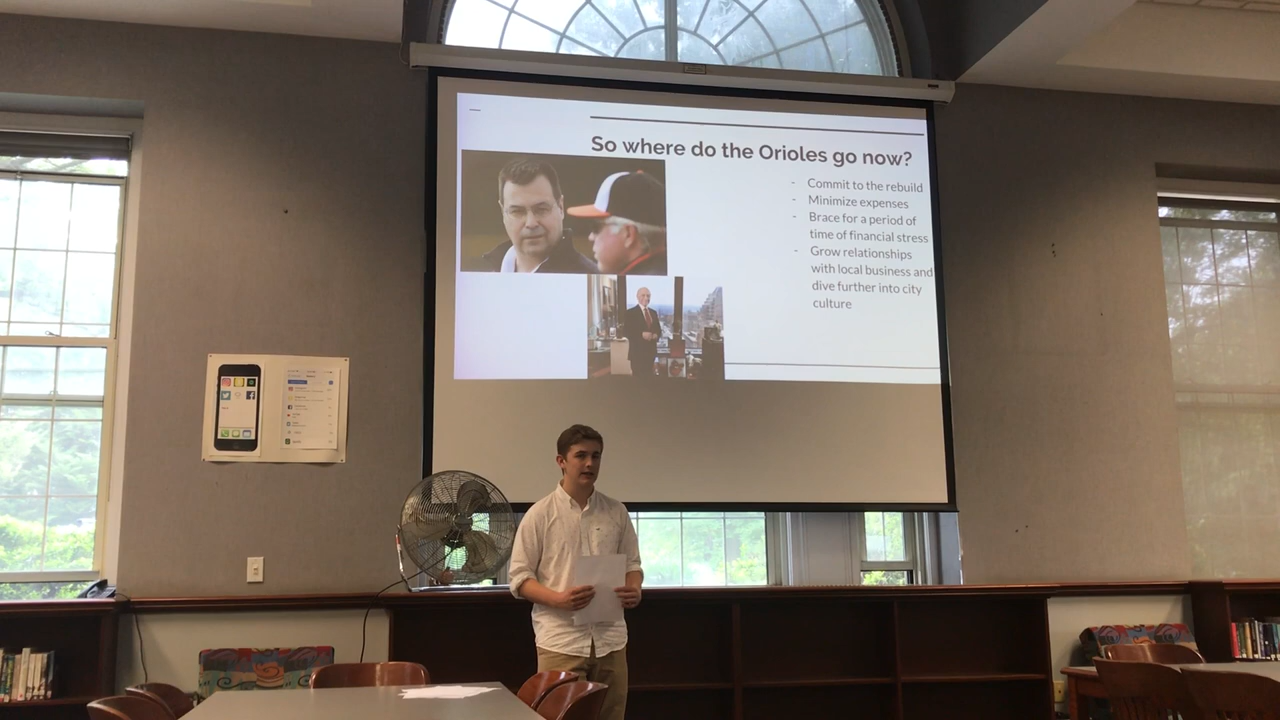 So where do the Orioles go now?
- Commit to the rebuild
- Minimize expenses
- Brace for a period of
time of financial stress
- Grow relationships
with local business and
dive further into city
culture